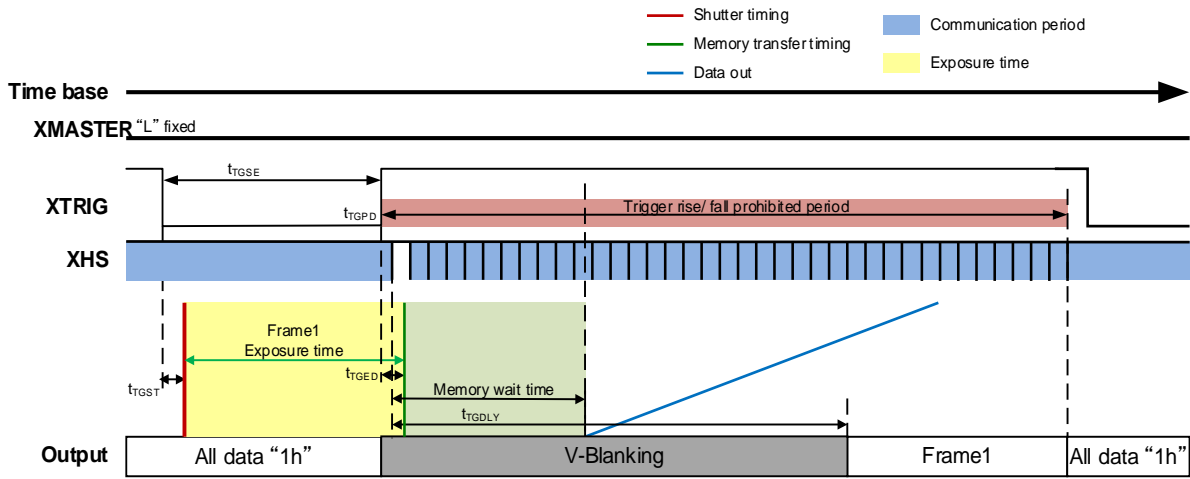 Shutter timing
Memory transfer timing
Data out
Communication period
Exposure time
Time base
XMASTER “L” fixed
XTRIG
tTGSE
tTGPD
Trigger rise/ fall prohibited period
XHS
Frame1
Exposure time
tTGST
tTGED
Memory wait time
tTGDLY
Output
All data “1h”
V-Blanking
Frame1
All data “1h”